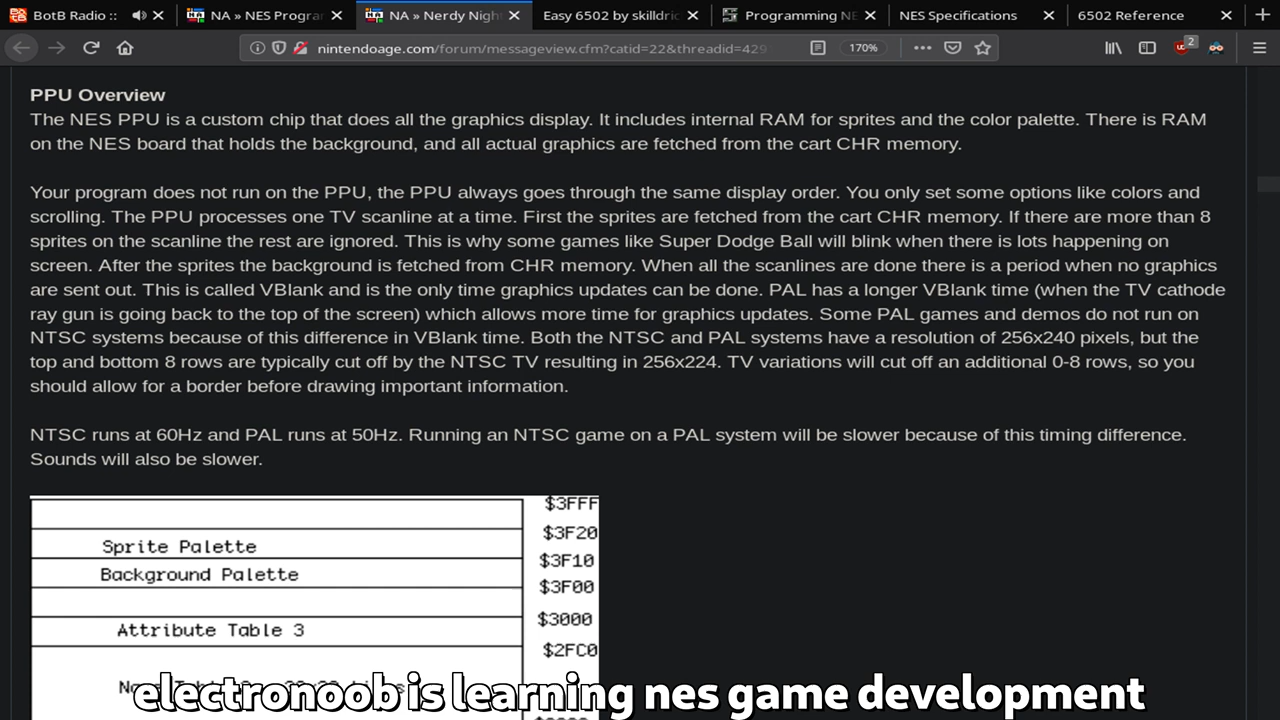 BotB Radio ::
NA » NES Progra
NA » Nerdy Nigh
Easy 6502 by skilldric
Programming NE
NES Specifications
6502 Reference
nintendoage.com/forum/messageview.cfm?catid=22&threadid=429
170%
2
PPU Overview
The NES PPU is a custom chip that does all the graphics display. It includes internal RAM for sprites and the color palette. There is RAM
on the NES board that holds the background, and all actual graphics are fetched from the cart CHR memory.
Your program does not run on the PPU, the PPU always goes through the same display order. You only set some options like colors and
scrolling. The PPU processes one TV scanline at a time. First the sprites are fetched from the cart CHR memory. If there are more than 8
sprites on the scanline the rest are ignored. This is why some games like Super Dodge Ball will blink when there is lots happening on
screen. After the sprites the background is fetched from CHR memory. When all the scanlines are done there is a period when no graphics
are sent out. This is called VBlank and is the only time graphics updates can be done. PAL has a longer VBlank time (when the TV cathode
ray gun is going back to the top of the screen) which allows more time for graphics updates. Some PAL games and demos do not run on
NTSC systems because of this difference in VBlank time. Both the NTSC and PAL systems have a resolution of 256x240 pixels, but the
top and bottom 8 rows are typically cut off by the NTSC TV resulting in 256x224. TV variations will cut off an additional 0-8 rows, so you
should allow for a border before drawing important information.
NTSC runs at 60Hz and PAL runs at 50Hz. Running an NTSC game on a PAL system will be slower because of this timing difference.
Sounds will also be slower.
$3FFF
Sprite Palette $3F20
$3F10
Background Palette
$3F00
$3000
Attribute Table 3
$2FC0
electronoob is learning nes game development